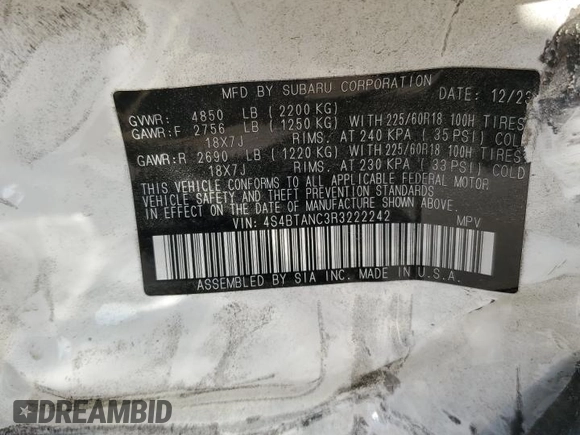 MFD BY SUBARU CORPORATION DATE: 12/23
GVWR: 4850 LB (2200 KG)
GAWR:F 2756 LB (1250 KG) WITH 225/60R18 100H TIRES
18X7J RIMS. AT 240 KPA (35 PSI) COLD
GAWR:R 2690 LB (1220 KG) WITH 225/60R18 100H TIRES
18X7J RIMS. AT 230 KPA (33 PSI) COLD
THIS VEHICLE CONFORMS TO ALL APPLICABLE FEDERAL MOTOR
VEHICLE SAFETY AND THEFT PREVENTION STANDARDS
IN EFFECT ON THE DATE OF MANUFACTURE SHOWN ABOVE.
VIN: 4S4BTANC3R3222242 MPV
ASSEMBLED BY SIA INC. MADE IN U.S.A.
DREAMBID